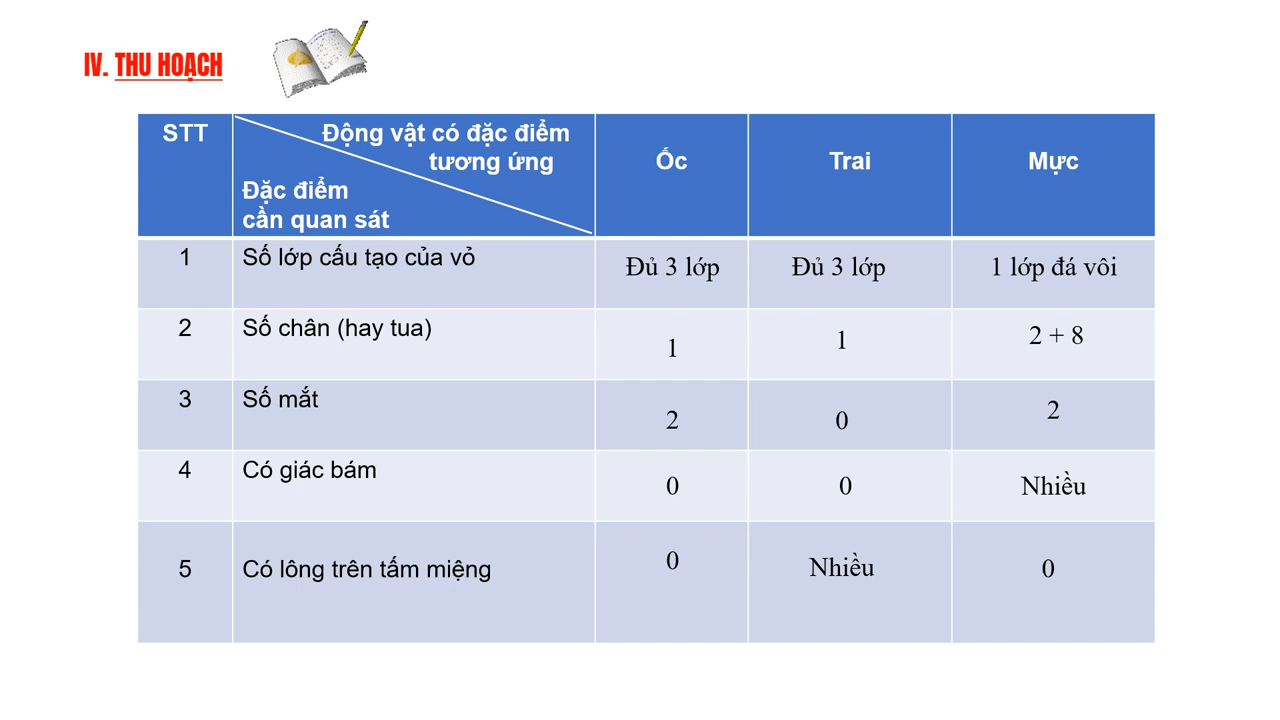 IV. THU HOẠCH
STT
Động vật có đặc điểm
tương ứng
Đặc điểm
cần quan sát
Ốc
Trai
Mực
1
Số lớp cấu tạo của vỏ
Đủ 3 lớp
Đủ 3 lớp
1 lớp đá vôi
2
Số chân (hay tua)
1
1
2 + 8
3
Số mắt
2
0
2
4
Có giác bám
0
0
Nhiều
5
Có lông trên tấm miệng
0
Nhiều
0